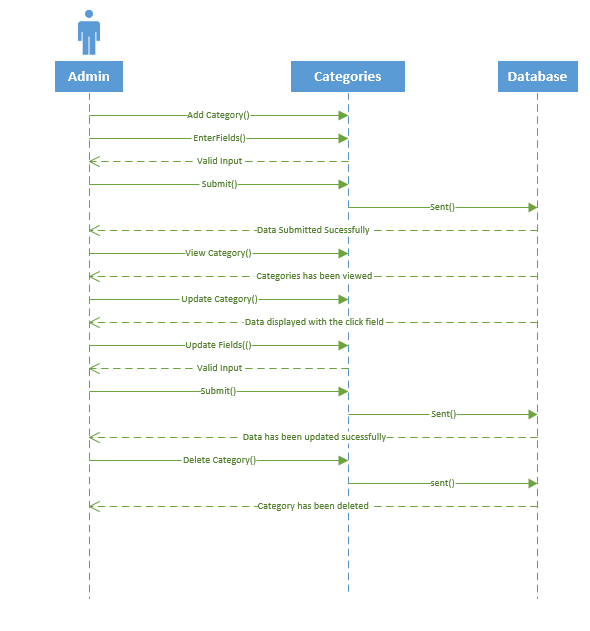 Admin
Categories
Database
Add Category()
EnterFields()
Valid Input
Submit()
Sent()
Data Submitted Sucessfully
View Category()
Categories has been viewed
Update Category()
Data displayed with the click field
Update Fields(()
Valid Input
Submit()
Sent()
Data has been updated sucessfully
Delete Category()
sent()
Category has been deleted